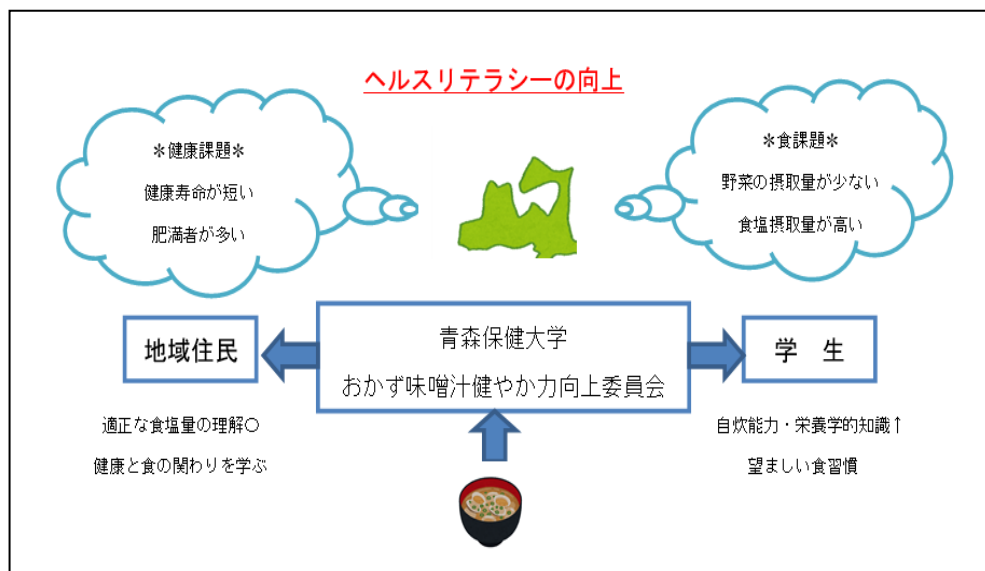 ヘルスリテラシーの向上
＊健康課題＊
健康寿命が短い
肥満者が多い
＊食課題＊
野菜の摂取量が少ない
食塩摂取量が高い
地域住民
青森保健大学
おかず味噌汁健やか力向上委員会
学　生
適正な食塩量の理解〇
健康と食の関わりを学ぶ
自炊能力・栄養学的知識↑
望ましい食習慣